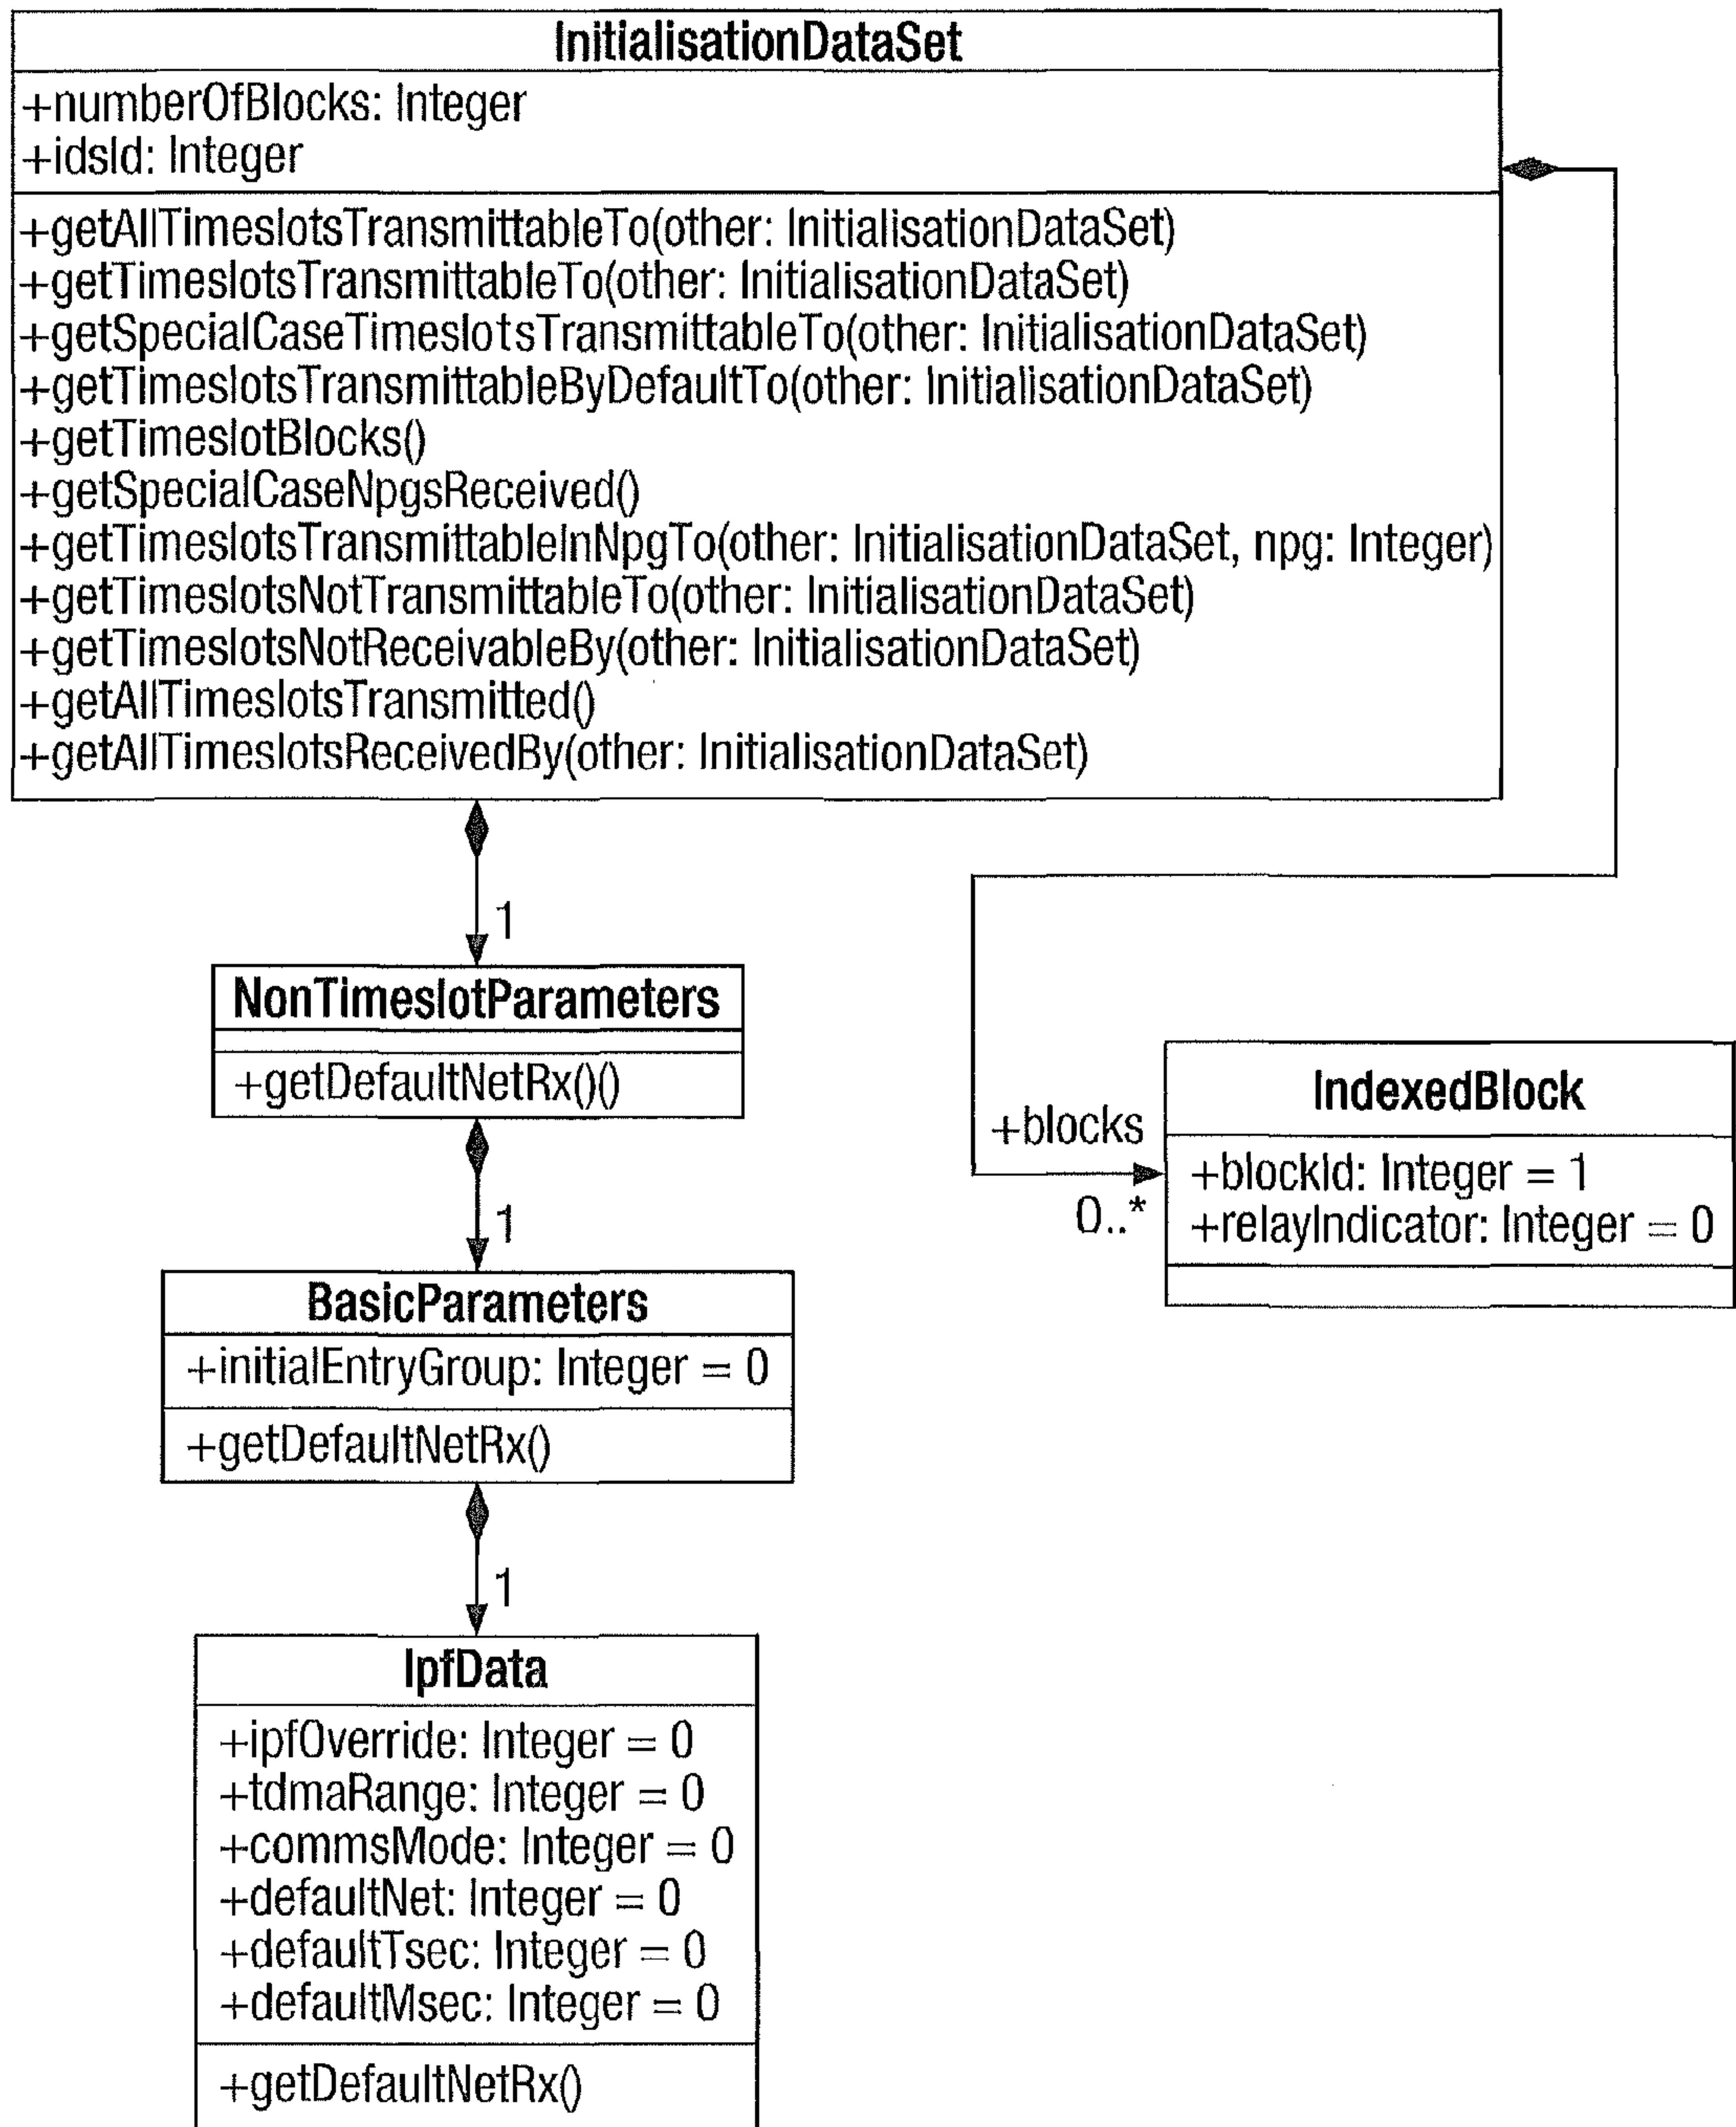 InitialisationDataSet
+numberOfBlocks: Integer
+idsId: Integer
+getAllTimeslotsTransmittableTo(other: InitialisationDataSet)
+getTimeslotsTransmittableTo(other: InitialisationDataSet)
+getSpecialCaseTimeslotsTransmittableTo(other: InitialisationDataSet)
+getTimeslotsTransmittableByDefaultTo(other: InitialisationDataSet)
+getTimeslotBlocks()
+getSpecialCaseNpgsReceived()
+getTimeslotsTransmittableInNpgTo(other: InitialisationDataSet, npg: Integer)
+getTimeslotsNotTransmittableTo(other: InitialisationDataSet)
+getTimeslotsNotReceivableBy(other: InitialisationDataSet)
+getAllTimeslotsTransmitted()
+getAllTimeslotsReceivedBy(other: InitialisationDataSet)
1
NonTimeslotParameters
+getDefaultNetRx()()
1
BasicParameters
+initialEntryGroup: Integer = 0
+getDefaultNetRx()
1
IpfData
+ipfOverride: Integer = 0
+tdmaRange: Integer = 0
+commsMode: Integer = 0
+defaultNet: Integer = 0
+defaultTsec: Integer = 0
+defaultMsec: Integer = 0
+getDefaultNetRx()
+blocks
0..*
IndexedBlock
+blockId: Integer = 1
+relayIndicator: Integer = 0